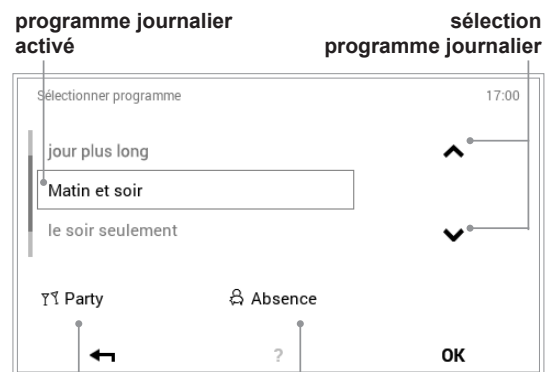 programme journalier
activé
sélection
programme journalier
Sélectionner programme 17:00
jour plus long
Matin et soir
le soir seulement
Party Absence
? OK